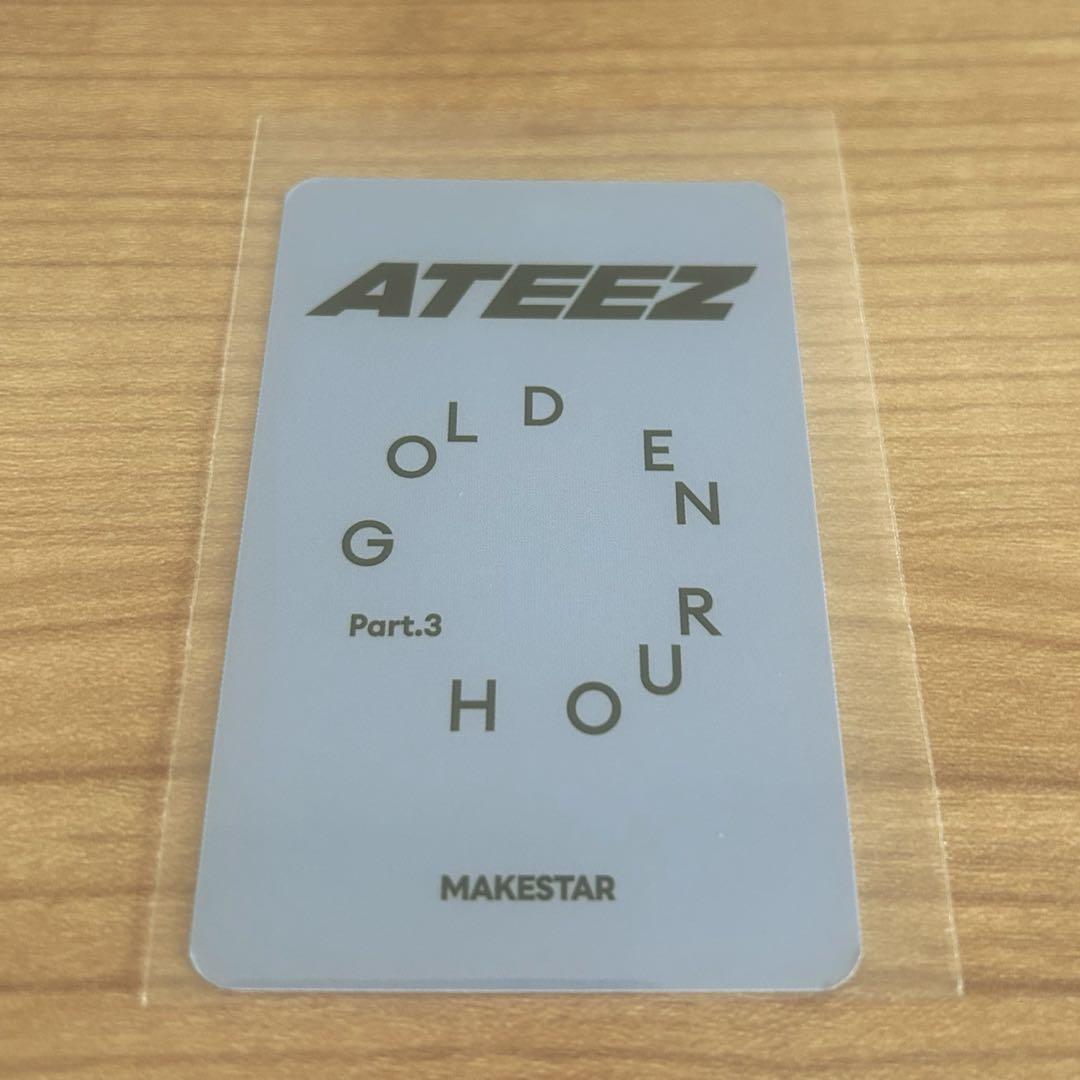 ATEEZ
GOLDEN
HOUR
Part.3
MAKESTAR